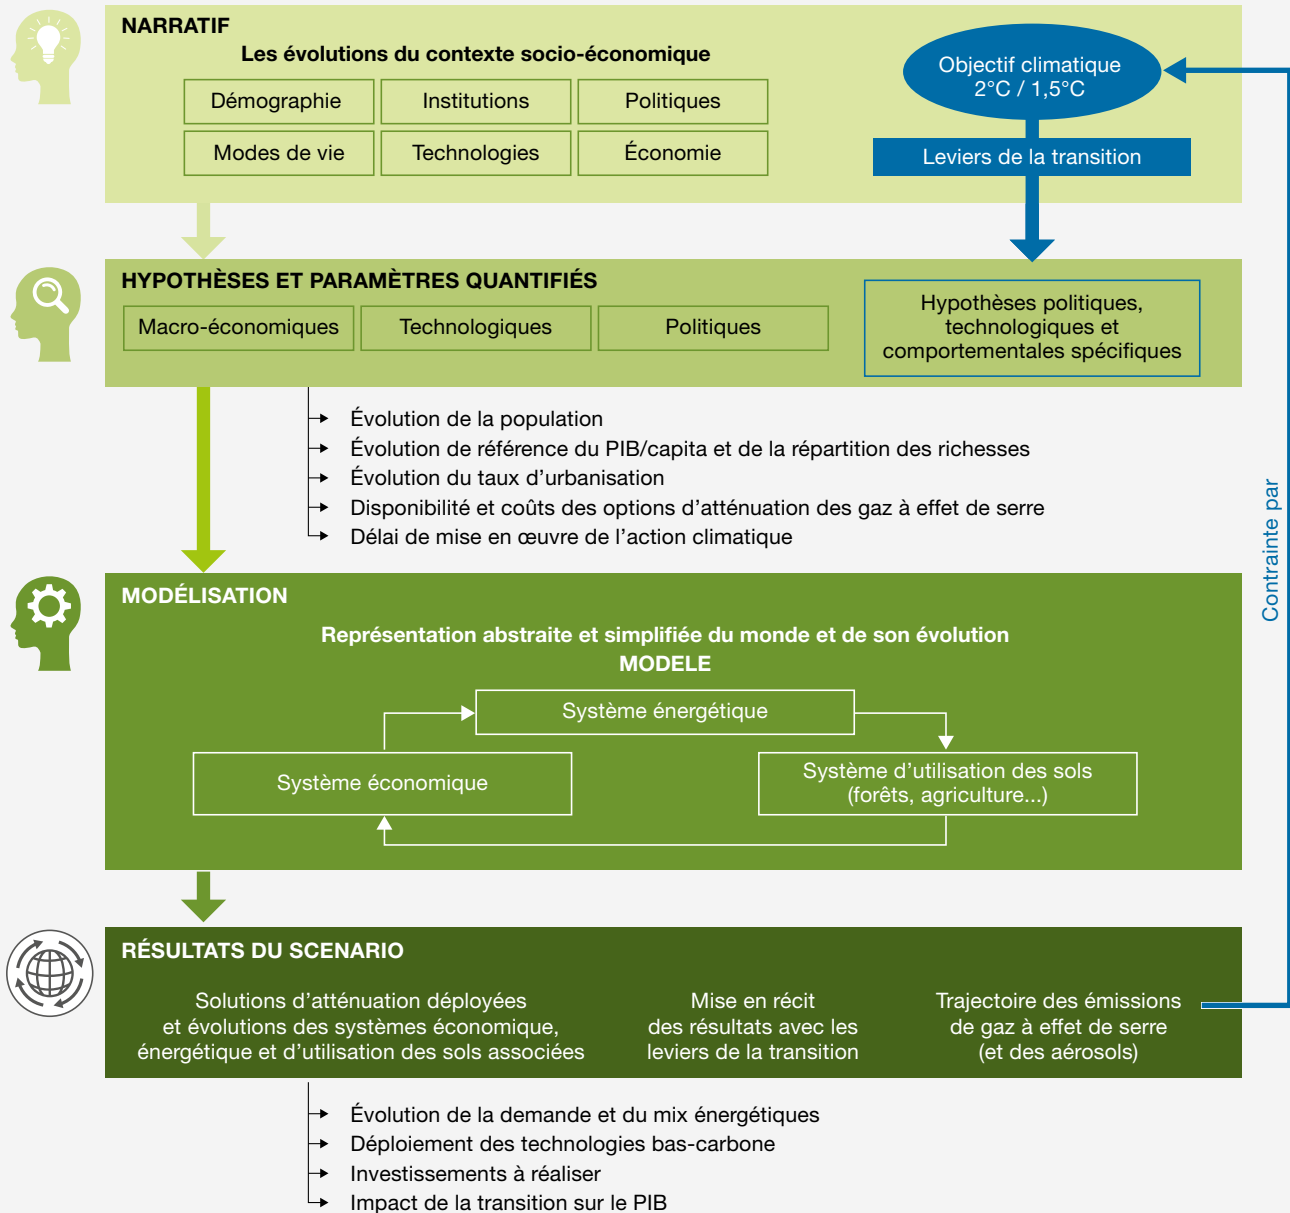 NARRATIF
Les évolutions du contexte socio-économique
Démographie
Institutions
Politiques
Modes de vie
Technologies
Économie
Objectif climatique
2°C / 1,5°C
Leviers de la transition
HYPOTHÈSES ET PARAMÈTRES QUANTIFIÉS
Macro-économiques
Technologiques
Politiques
Hypothèses politiques,
technologiques et
comportementales spécifiques
Évolution de la population
Évolution de référence du PIB/capita et de la répartition des richesses
Évolution du taux d’urbanisation
Disponibilité et coûts des options d’atténuation des gaz à effet de serre
Délai de mise en œuvre de l’action climatique
Contrainte par
MODÉLISATION
Représentation abstraite et simplifiée du monde et de son évolution
MODELE
Système énergétique
Système économique
Système d’utilisation des sols
(forêts, agriculture...)
RÉSULTATS DU SCENARIO
Solutions d’atténuation déployées
et évolutions des systèmes économique,
énergétique et d’utilisation des sols associées
Mise en récit
des résultats avec les
leviers de la transition
Trajectoire des émissions
de gaz à effet de serre
(et des aérosols)
Évolution de la demande et du mix énergétiques
Déploiement des technologies bas-carbone
Investissements à réaliser
Impact de la transition sur le PIB